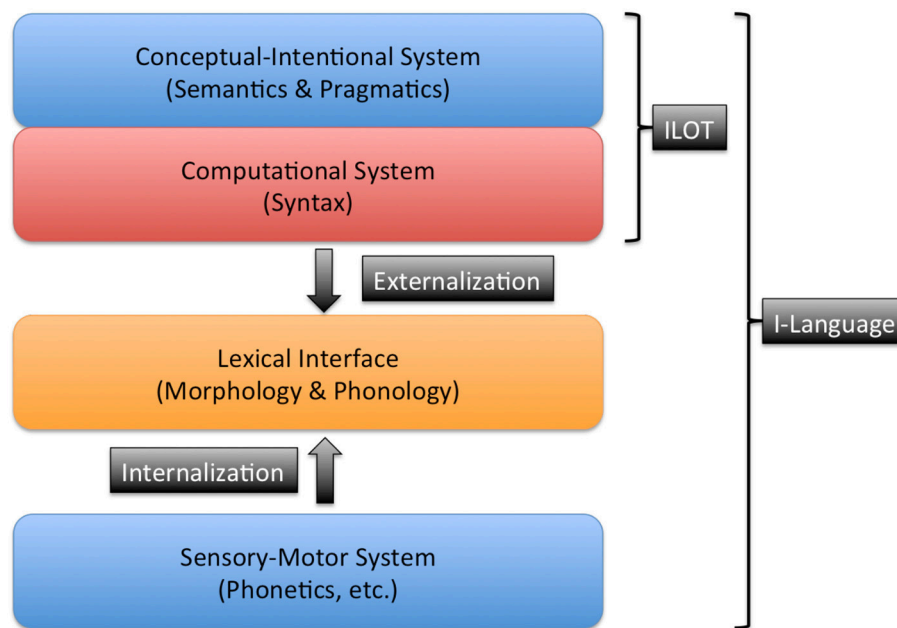 Conceptual-Intentional System
(Semantics & Pragmatics)
ILOT
Computational System
(Syntax)
Externalization
I-Language
Lexical Interface
(Morphology & Phonology)
Internalization
Sensory-Motor System
(Phonetics, etc.)